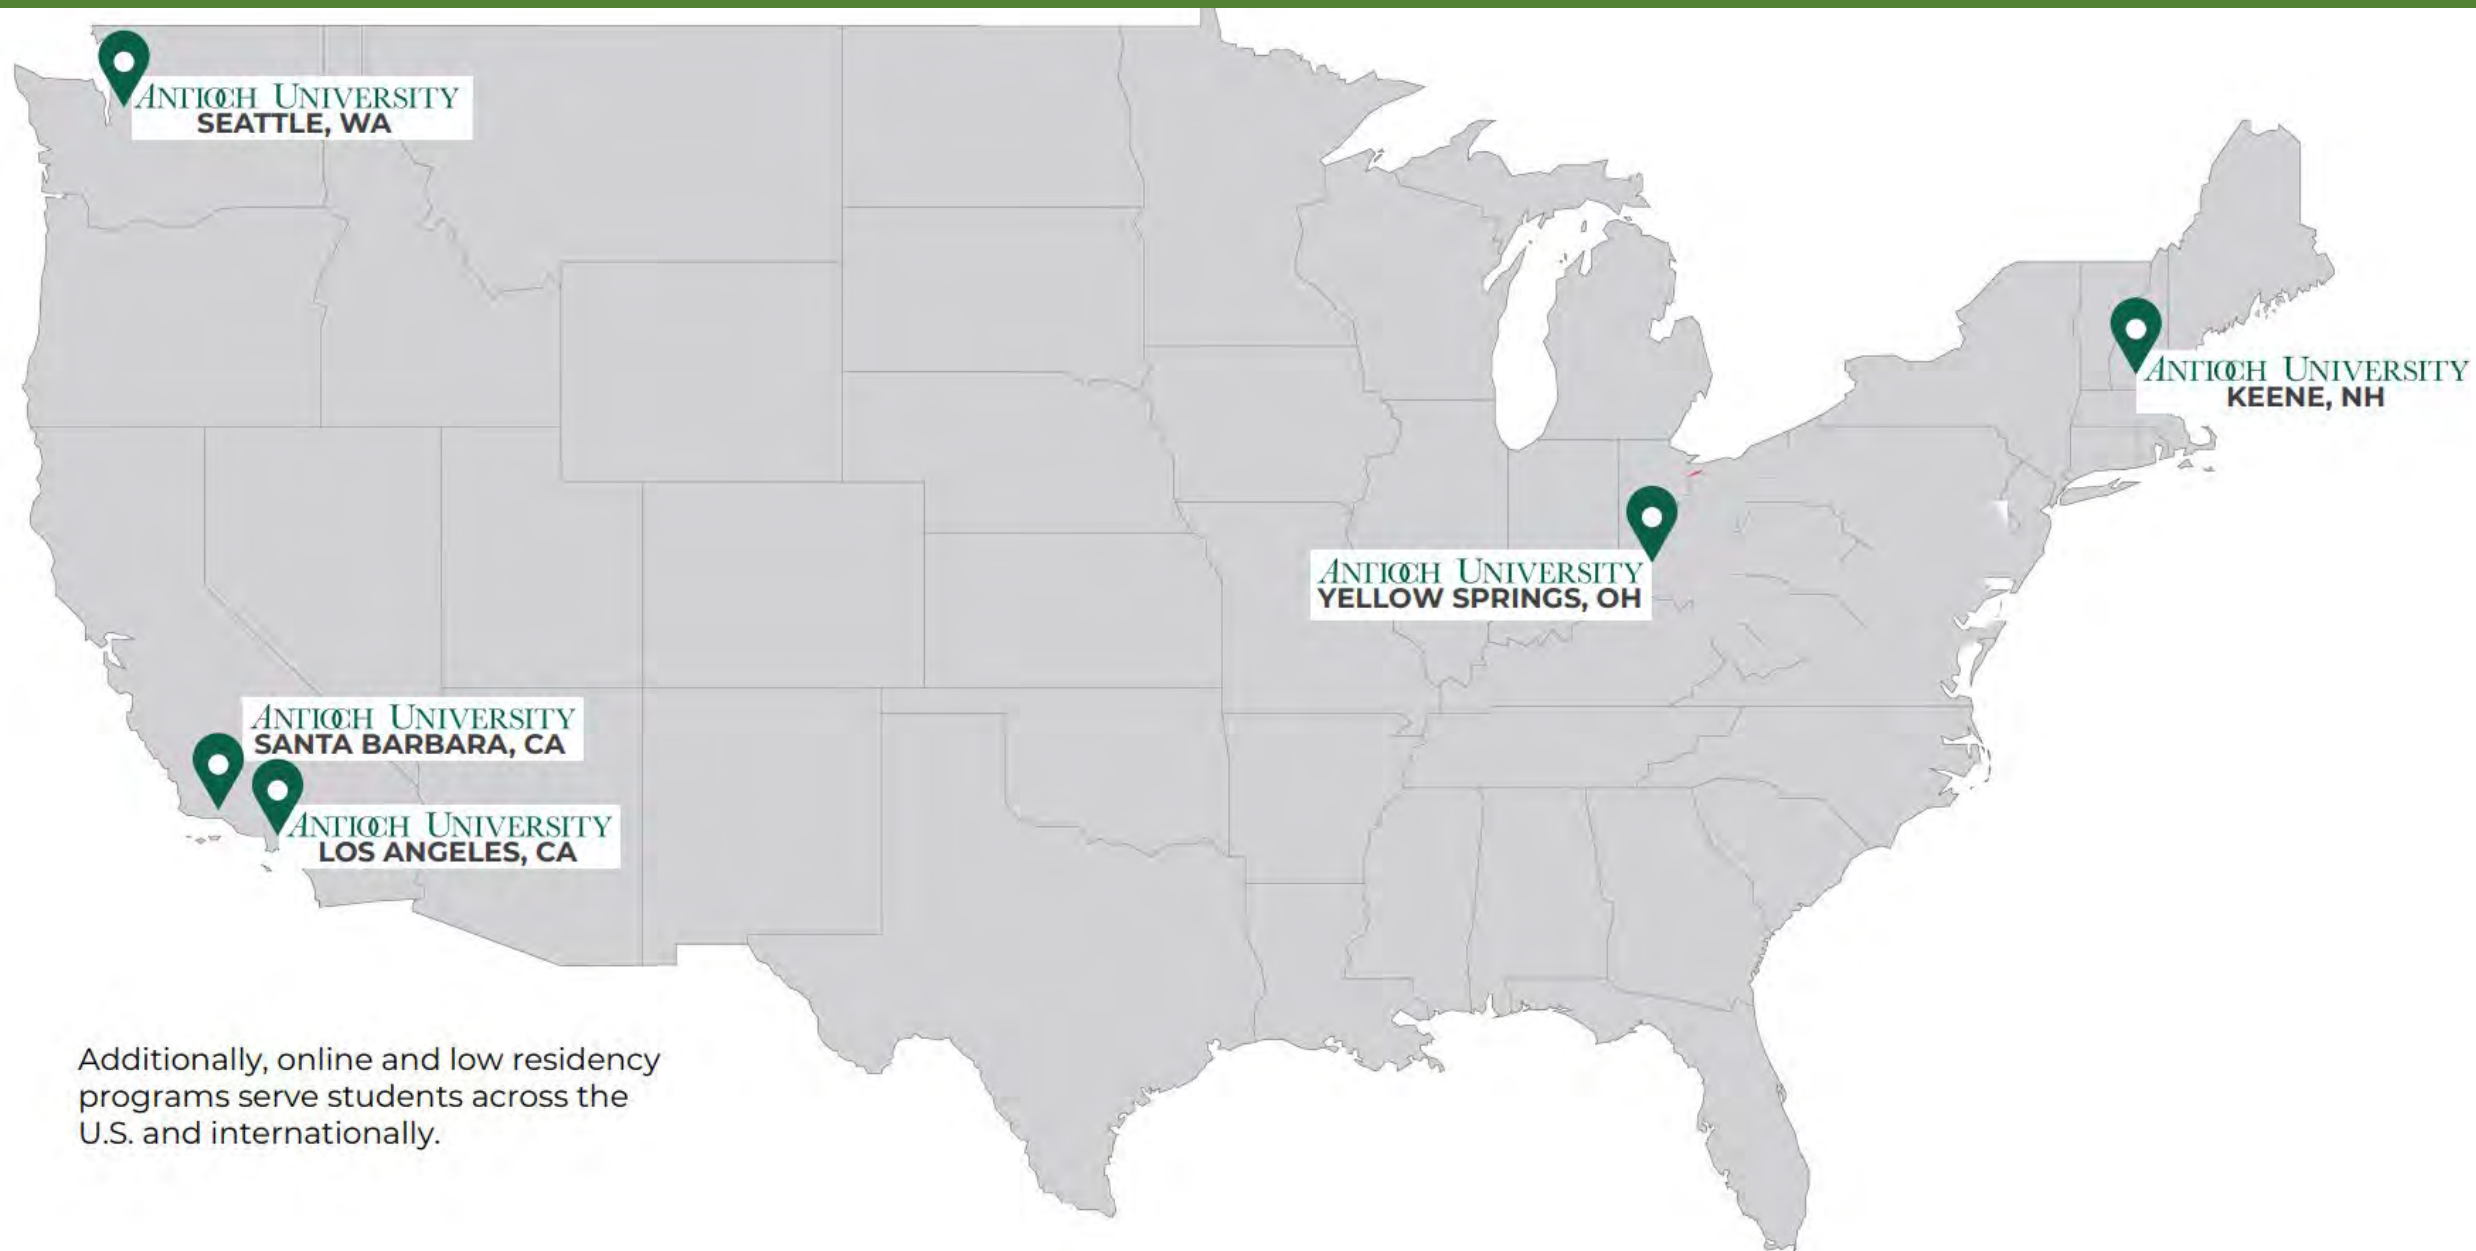 ANTIOCH UNIVERSITY
SEATTLE, WA
ANTIOCH UNIVERSITY
KEENE, NH
ANTIOCH UNIVERSITY
YELLOW SPRINGS, OH
ANTIOCH UNIVERSITY
SANTA BARBARA, CA
ANTIOCH UNIVERSITY
LOS ANGELES, CA
Additionally, online and low residency
programs serve students across the
U.S. and internationally.